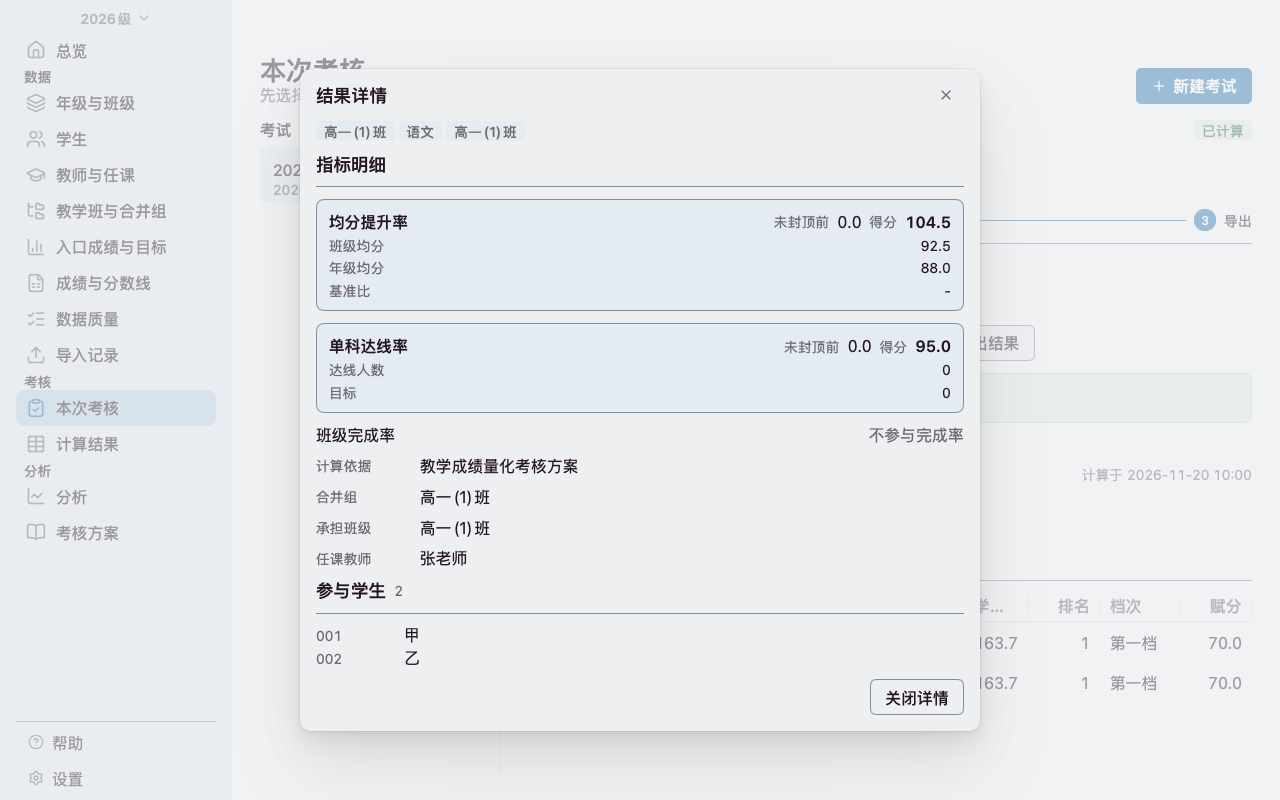 2026级
总览
数据
年级与班级
学生
教师与任课
教学班与合并组
入口成绩与目标
成绩与分数线
数据质量
导入记录
考核
本次考核
计算结果
分析
分析
考核方案
帮助
设置
本次考核
先选择
新建考试
考试
已计算
202
202
3 导出
出结果
计算于 2026-11-20 10:00
学... 排名 档次 赋分
163.7 1 第一档 70.0
163.7 1 第一档 70.0
结果详情
高一 (1) 班 语文 高一 (1) 班
指标明细
均分提升率 未封顶前 0.0 得分 104.5
班级均分 92.5
年级均分 88.0
基准比 -
单科达线率 未封顶前 0.0 得分 95.0
达线人数 0
目标 0
班级完成率 不参与完成率
计算依据 教学成绩量化考核方案
合并组 高一 (1) 班
承担班级 高一 (1) 班
任课教师 张老师
参与学生 2
001 甲
002 乙
关闭详情